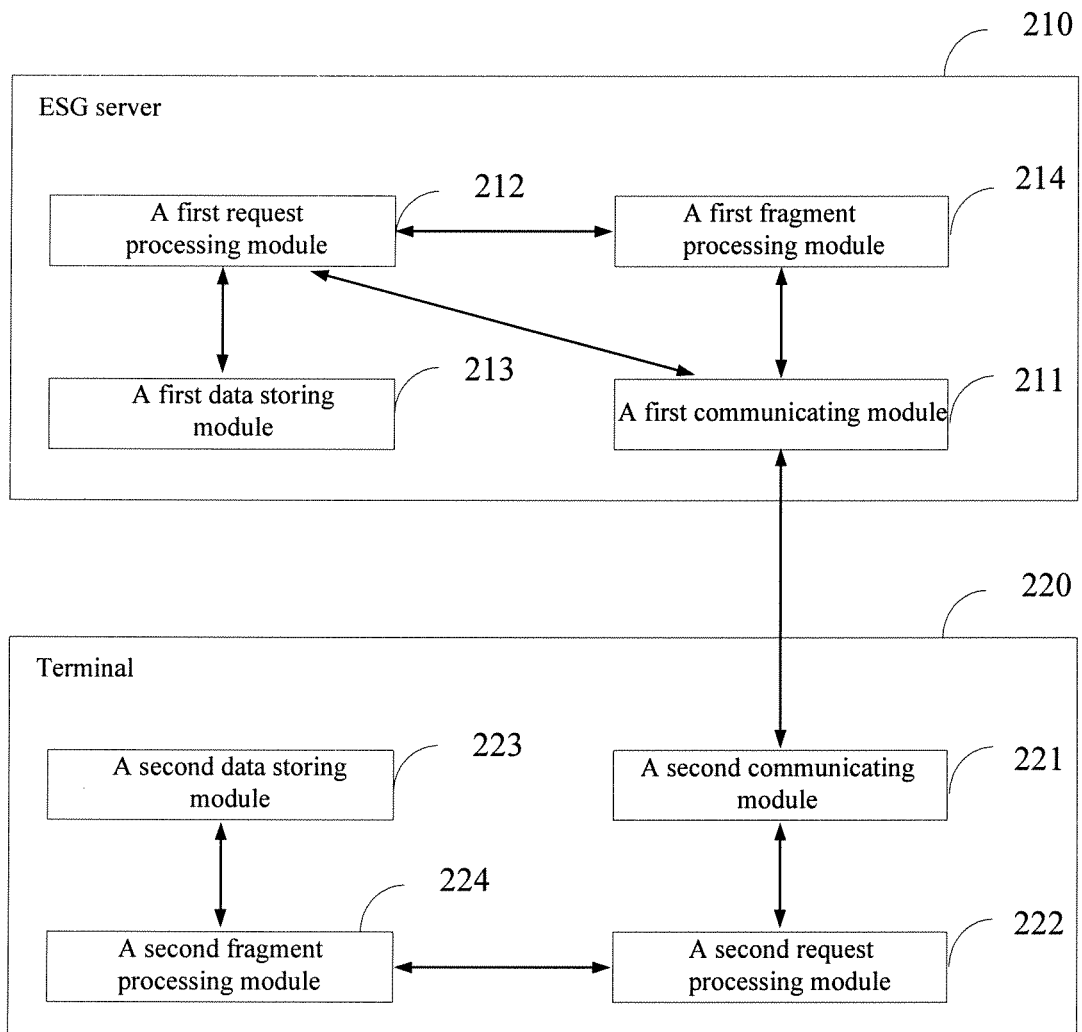 210
ESG server
212
214
A first request
processing module
A first fragment
processing module
213
211
A first data storing
module
A first communicating module
220
Terminal
223
221
A second data storing
module
A second communicating
module
224
222
A second fragment
processing module
A second request
processing module